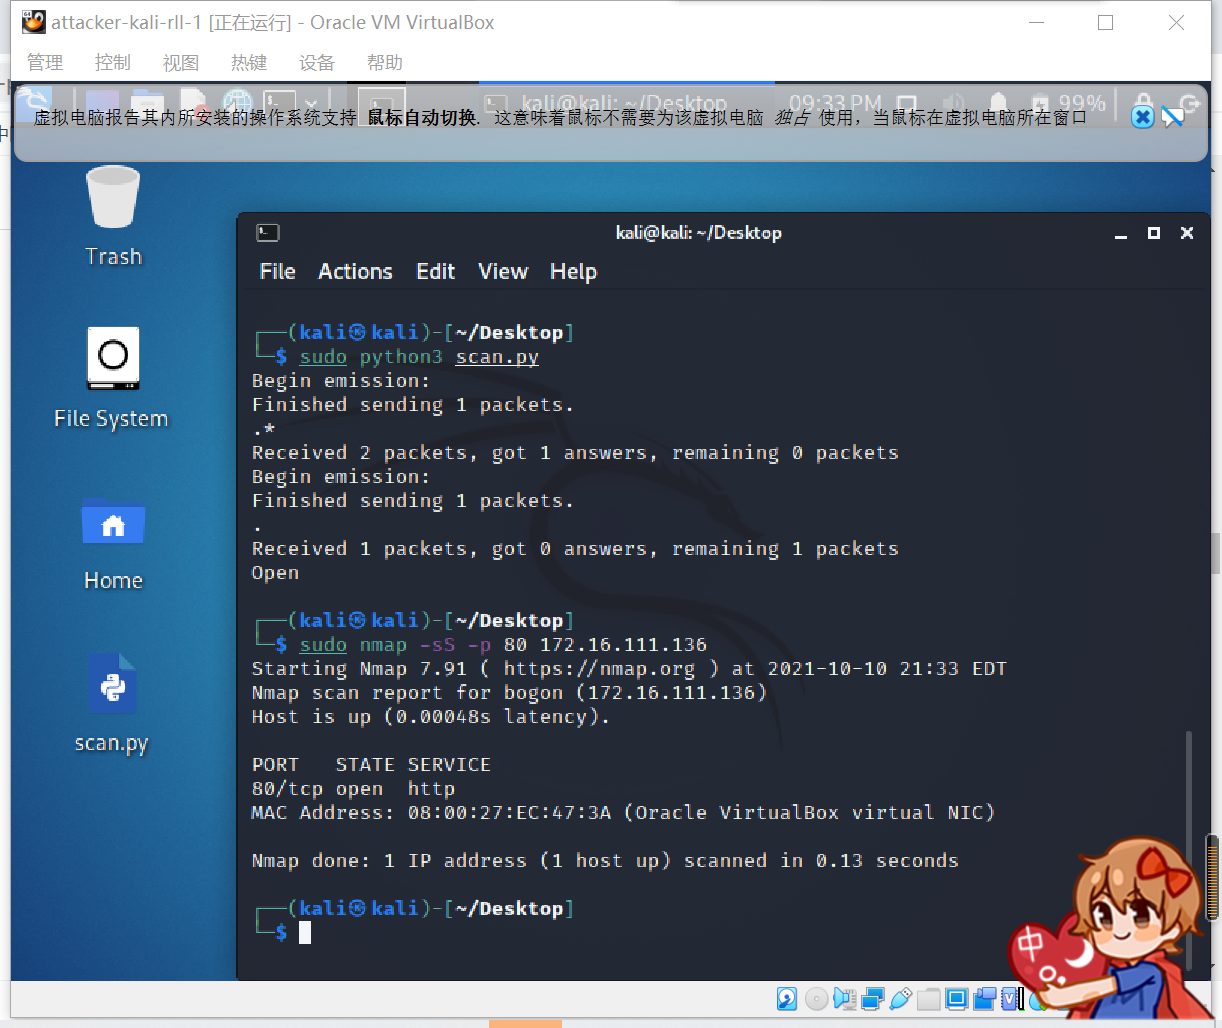 attacker-kali-rll-1 [正在运行] - Oracle VM VirtualBox
管理 控制 视图 热键 设备 帮助
kali@kali: ~/Desktop 09:33 PM 99%
虚拟电脑报告其内所安装的操作系统支持 鼠标自动切换. 这意味着鼠标不需要为该虚拟电脑 独占 使用，当鼠标在虚拟电脑所在窗口
Trash
File System
Home
scan.py
kali@kali: ~/Desktop
File Actions Edit View Help
┌──(kali㉿kali)-[~/Desktop]
└─$ sudo python3 scan.py
Begin emission:
Finished sending 1 packets.
.*
Received 2 packets, got 1 answers, remaining 0 packets
Begin emission:
Finished sending 1 packets.
.
Received 1 packets, got 0 answers, remaining 1 packets
Open
┌──(kali㉿kali)-[~/Desktop]
└─$ sudo nmap -sS -p 80 172.16.111.136
Starting Nmap 7.91 ( https://nmap.org ) at 2021-10-10 21:33 EDT
Nmap scan report for bogon (172.16.111.136)
Host is up (0.00048s latency).
PORT   STATE SERVICE
80/tcp open  http
MAC Address: 08:00:27:EC:47:3A (Oracle VirtualBox virtual NIC)
Nmap done: 1 IP address (1 host up) scanned in 0.13 seconds
┌──(kali㉿kali)-[~/Desktop]
└─$
中